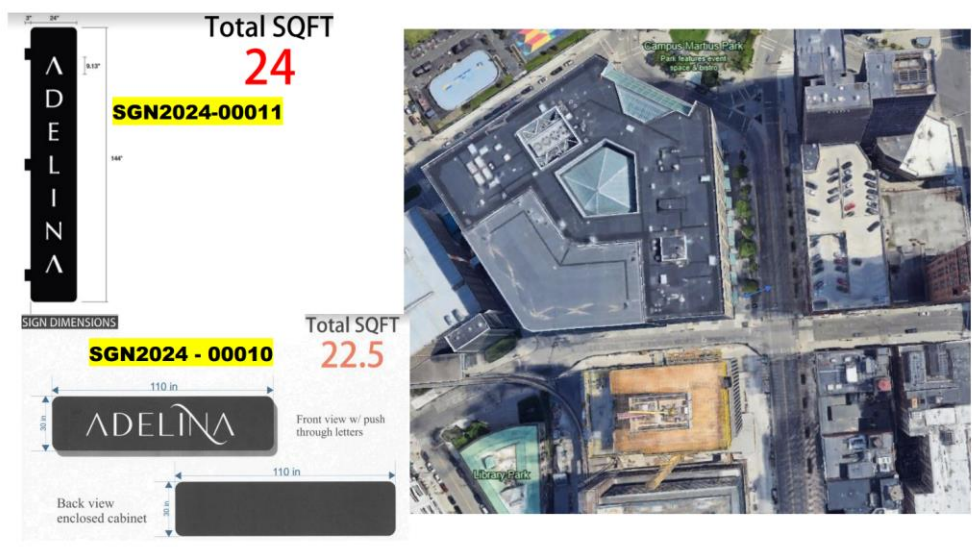 Total SQFT
24
3"
24"
9.13"
144"
SGN2024-00011
ADELINA
SIGN DIMENSIONS
Total SQFT
22.5
SGN2024 - 00010
110 in
30 in
ADELINA
Front view w/ push
through letters
110 in
30 in
Back view
enclosed cabinet
Campus Martius Park
Park features event
space & bistro
Library Park